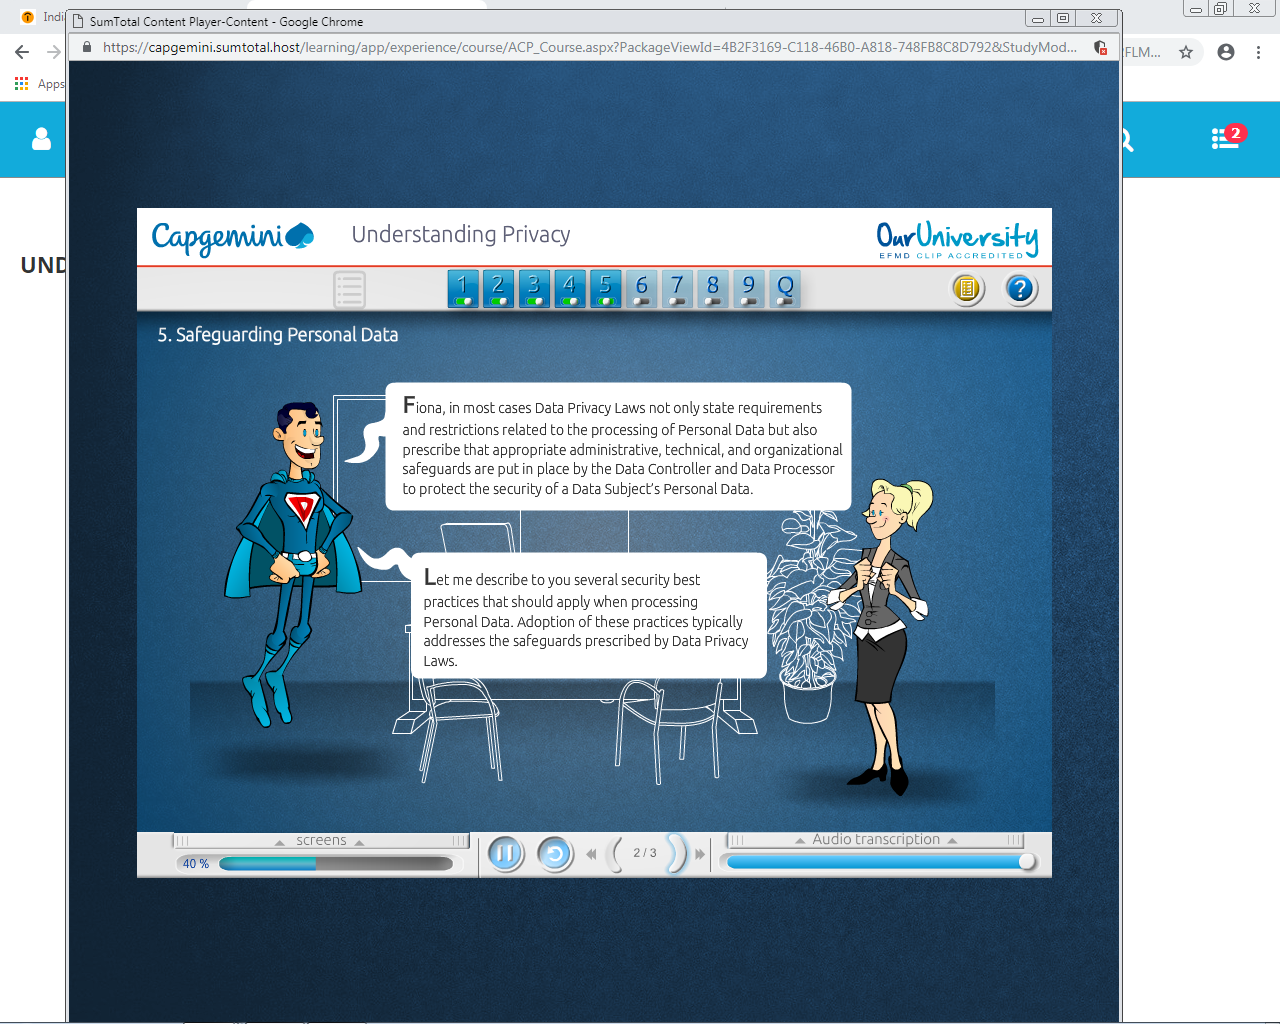 India
SumTotal Content Player-Content - Google Chrome
https://capgemini.sumtotal.host/learning/app/experience/course/ACP_Course.aspx?PackageViewId=4B2F3169-C118-46B0-A818-748FB8C8D792&StudyMod...
FLM...
Apps
2
UND
Capgemini
Understanding Privacy
OurUniversity
EFMD CLIP ACCREDITED
1 2 3 4 5 6 7 8 9 Q
?
5. Safeguarding Personal Data
Fiona, in most cases Data Privacy Laws not only state requirements
and restrictions related to the processing of Personal Data but also
prescribe that appropriate administrative, technical, and organizational
safeguards are put in place by the Data Controller and Data Processor
to protect the security of a Data Subject's Personal Data.
D
Let me describe to you several security best
practices that should apply when processing
Personal Data. Adoption of these practices typically
addresses the safeguards prescribed by Data Privacy
Laws.
screens
40 %
2 / 3
Audio transcription